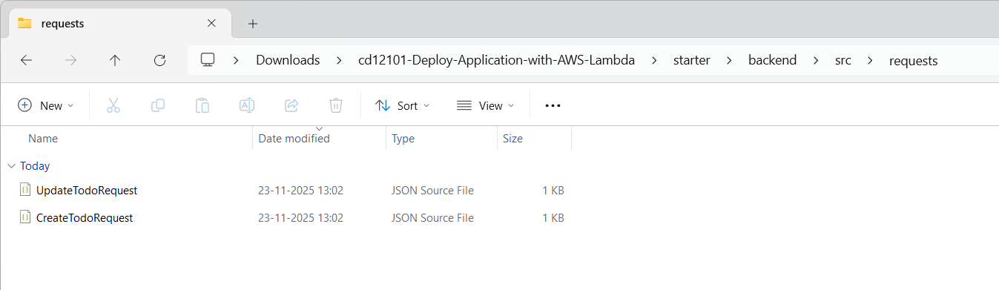 requests
Downloads > cd12101-Deploy-Application-with-AWS-Lambda > starter > backend > src > requests
New Sort View
Name Date modified Type Size
Today
UpdateTodoRequest 23-11-2025 13:02 JSON Source File 1 KB
CreateTodoRequest 23-11-2025 13:02 JSON Source File 1 KB